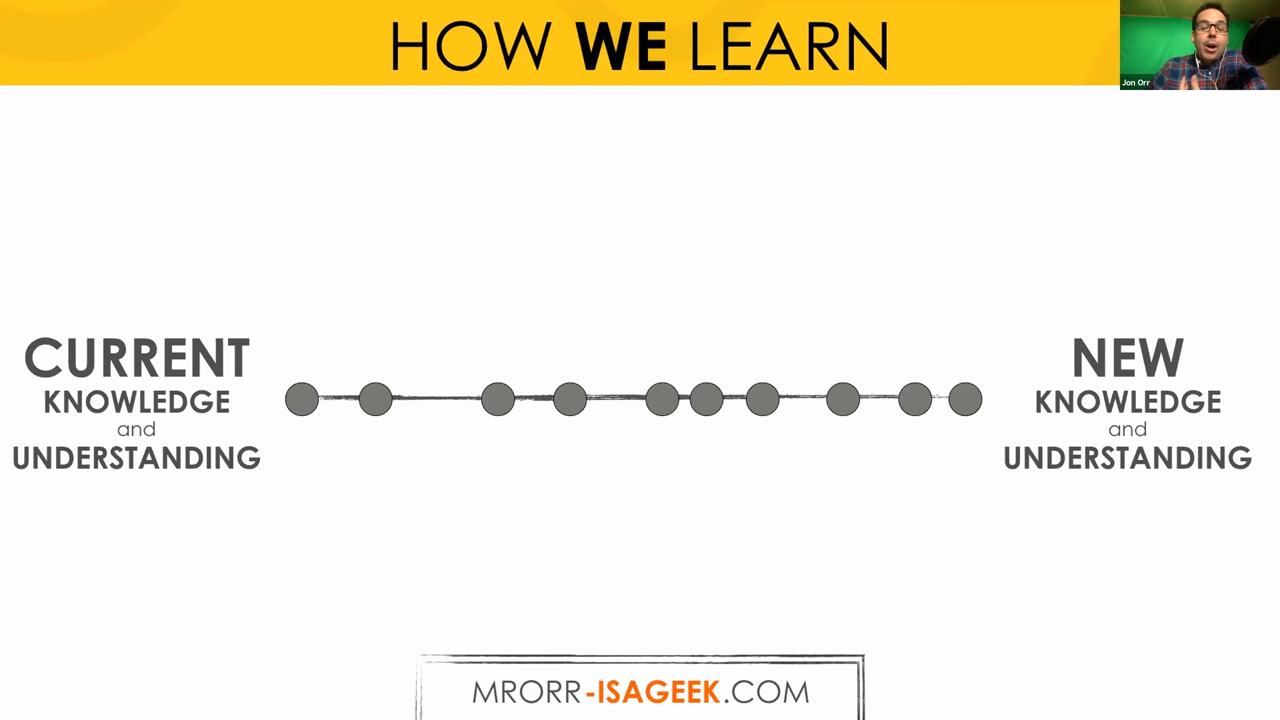 HOW WE LEARN
Jon Orr
CURRENT
KNOWLEDGE
and
UNDERSTANDING
NEW
KNOWLEDGE
and
UNDERSTANDING
MRORR-ISAGEEK.COM